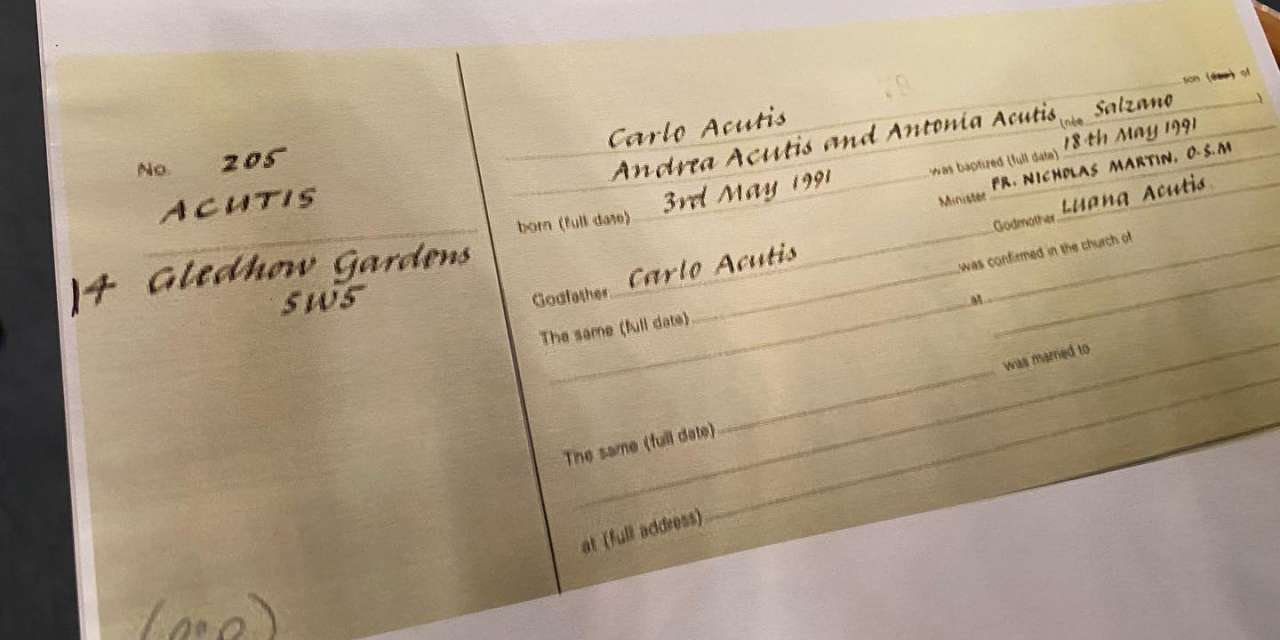 No. 205
ACUTIS
14 Gledhow Gardens
SW5
Carlo Acutis son (dau) of
Andrea Acutis and Antonia Acutis (née Salzano)
born (full date) 3rd May 1991 was baptized (full date) 18th May 1991
Minister FR. NICHOLAS MARTIN, O.S.M
Godfather Carlo Acutis Godmother Luana Acutis
The same (full date) was confirmed in the church of
at
The same (full date) was married to
at (full address)